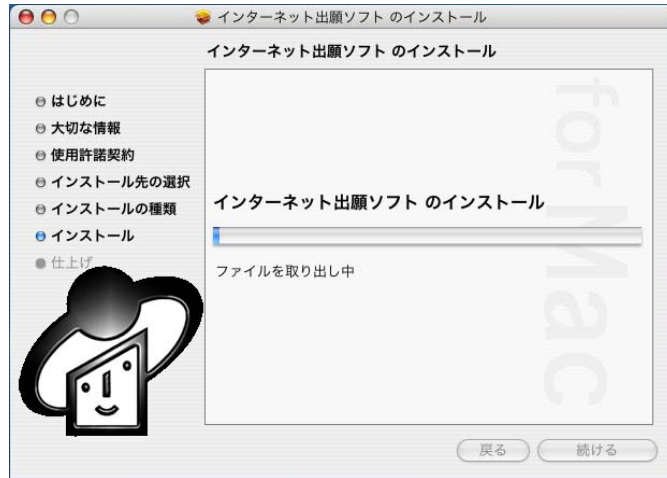 インターネット出願ソフト のインストール
インターネット出願ソフト のインストール
はじめに
大切な情報
使用許諾契約
インストール先の選択
インストールの種類
インストール
仕上げ
インターネット出願ソフト のインストール
ファイルを取り出し中
for Mac
戻る
続ける